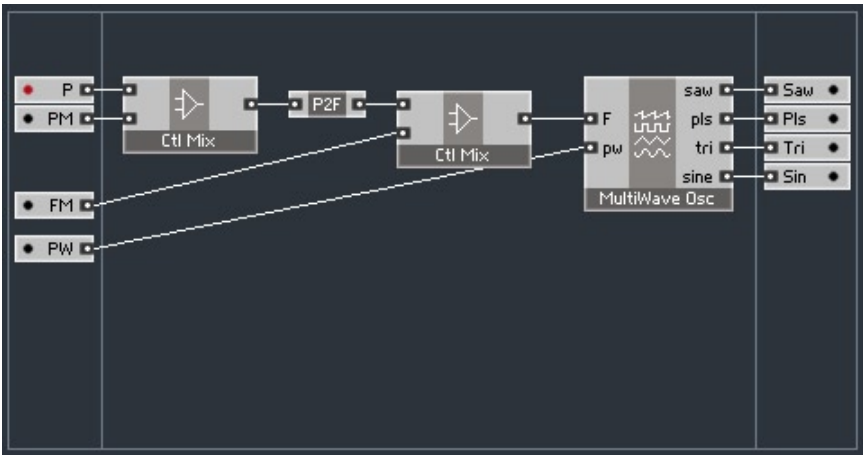 P
PM
FM
PW
Ctl Mix
P2F
Ctl Mix
F
pw
saw
pls
tri
sine
MultiWave Osc
Saw
Pls
Tri
Sin